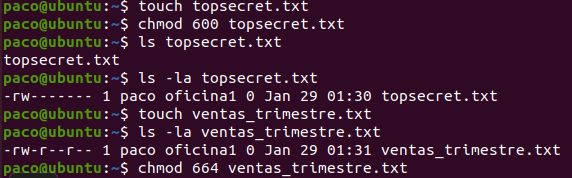 paco@ubuntu:~$ touch topsecret.txt
paco@ubuntu:~$ chmod 600 topsecret.txt
paco@ubuntu:~$ ls topsecret.txt
topsecret.txt
paco@ubuntu:~$ ls -la topsecret.txt
-rw------- 1 paco oficina1 0 Jan 29 01:30 topsecret.txt
paco@ubuntu:~$ touch ventas_trimestre.txt
paco@ubuntu:~$ ls -la ventas_trimestre.txt
-rw-r--r-- 1 paco oficina1 0 Jan 29 01:31 ventas_trimestre.txt
paco@ubuntu:~$ chmod 664 ventas_trimestre.txt